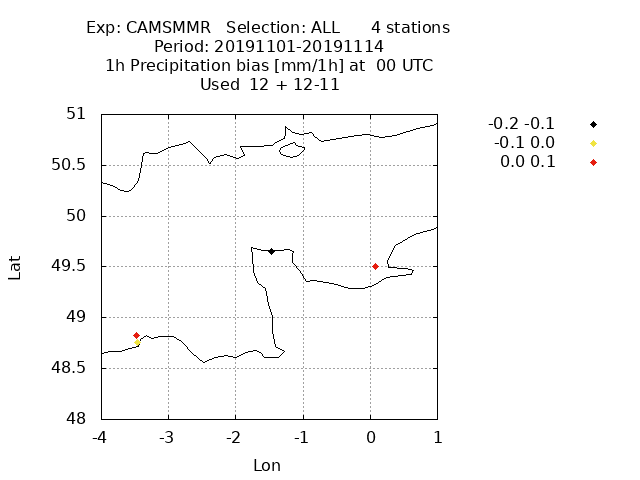 Exp: CAMSMMR   Selection: ALL      4 stations
Period: 20191101-20191114
1h Precipitation bias [mm/1h] at  00 UTC
Used  12 + 12-11
-0.2 -0.1
-0.1 0.0
0.0 0.1
51
50.5
50
49.5
49
48.5
48
Lat
-4 -3 -2 -1 0 1
Lon